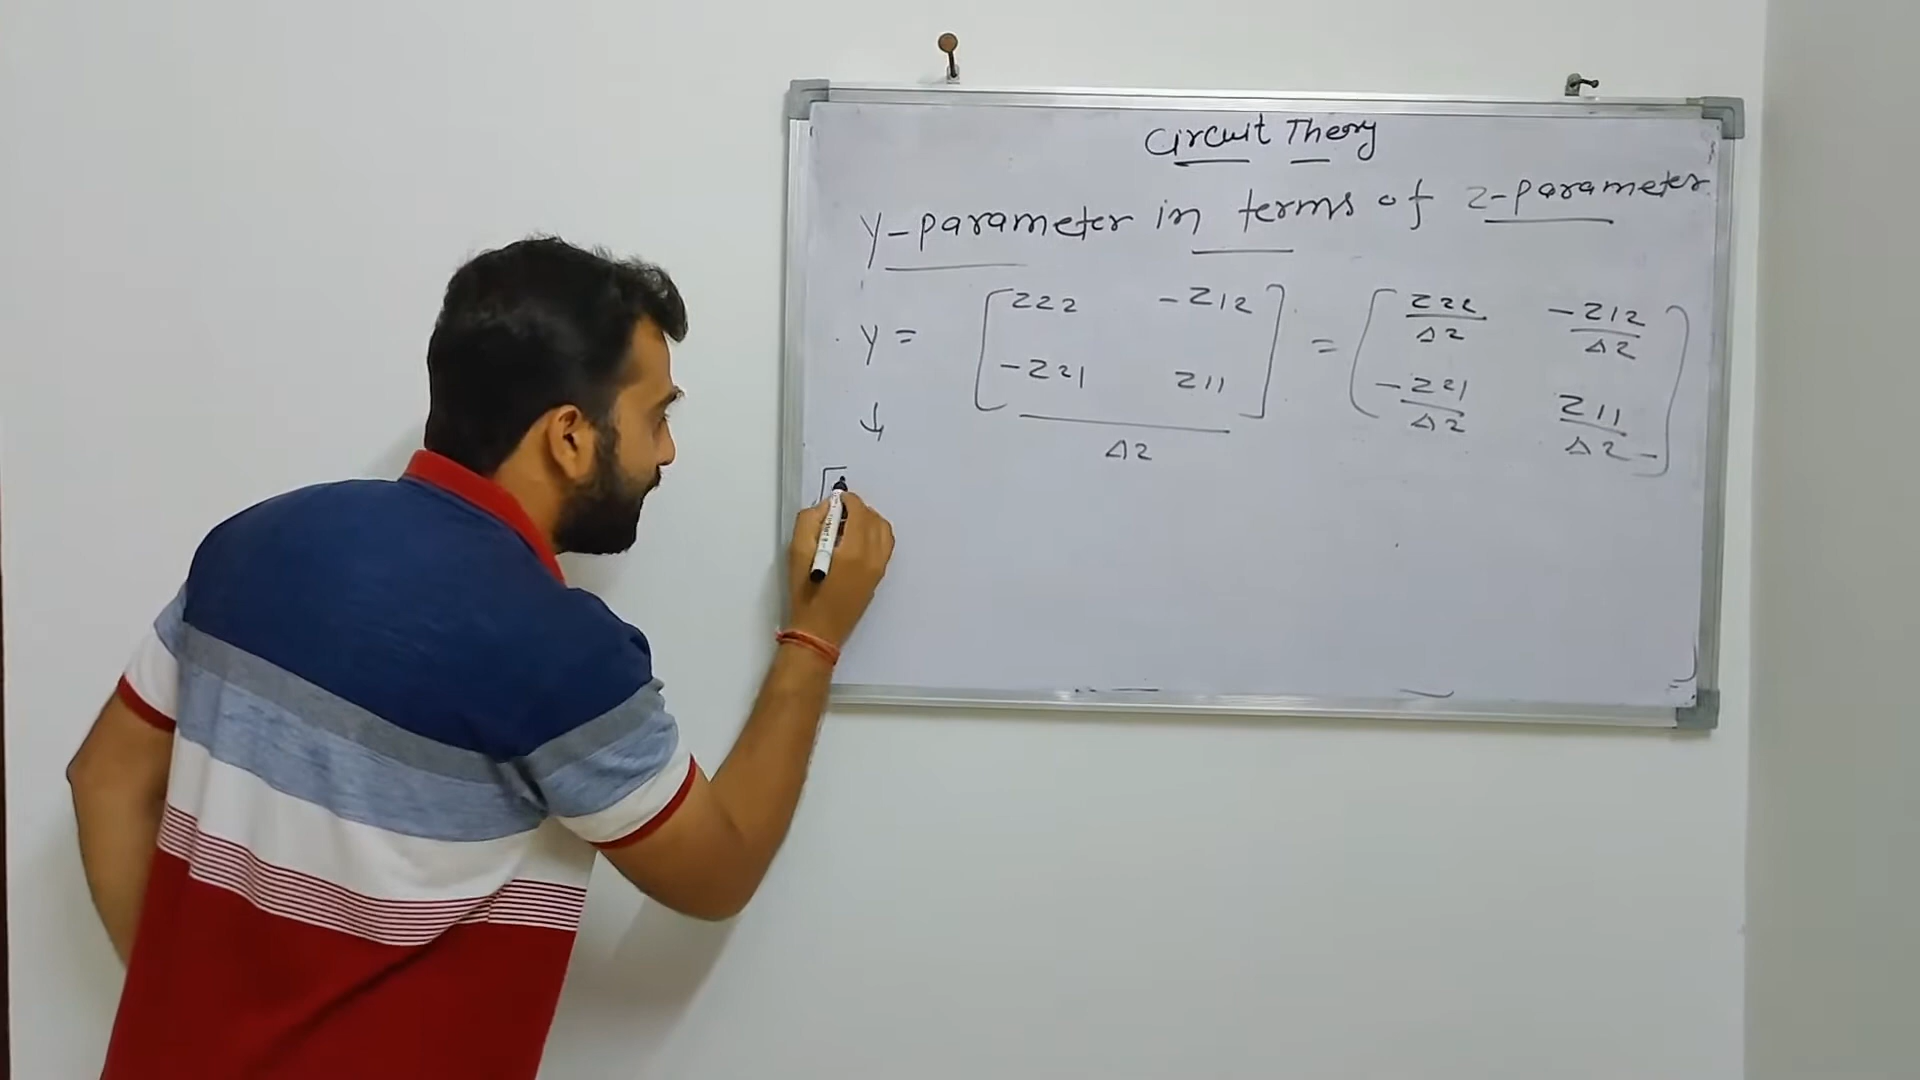 Circuit Theory
Y-parameter in terms of Z-parameter
Y = [ Z22 -Z12 ] = [ Z22/ΔZ -Z12/ΔZ ]
[ -Z21 Z11 ] [ -Z21/ΔZ Z11/ΔZ ]
ΔZ
↓
[